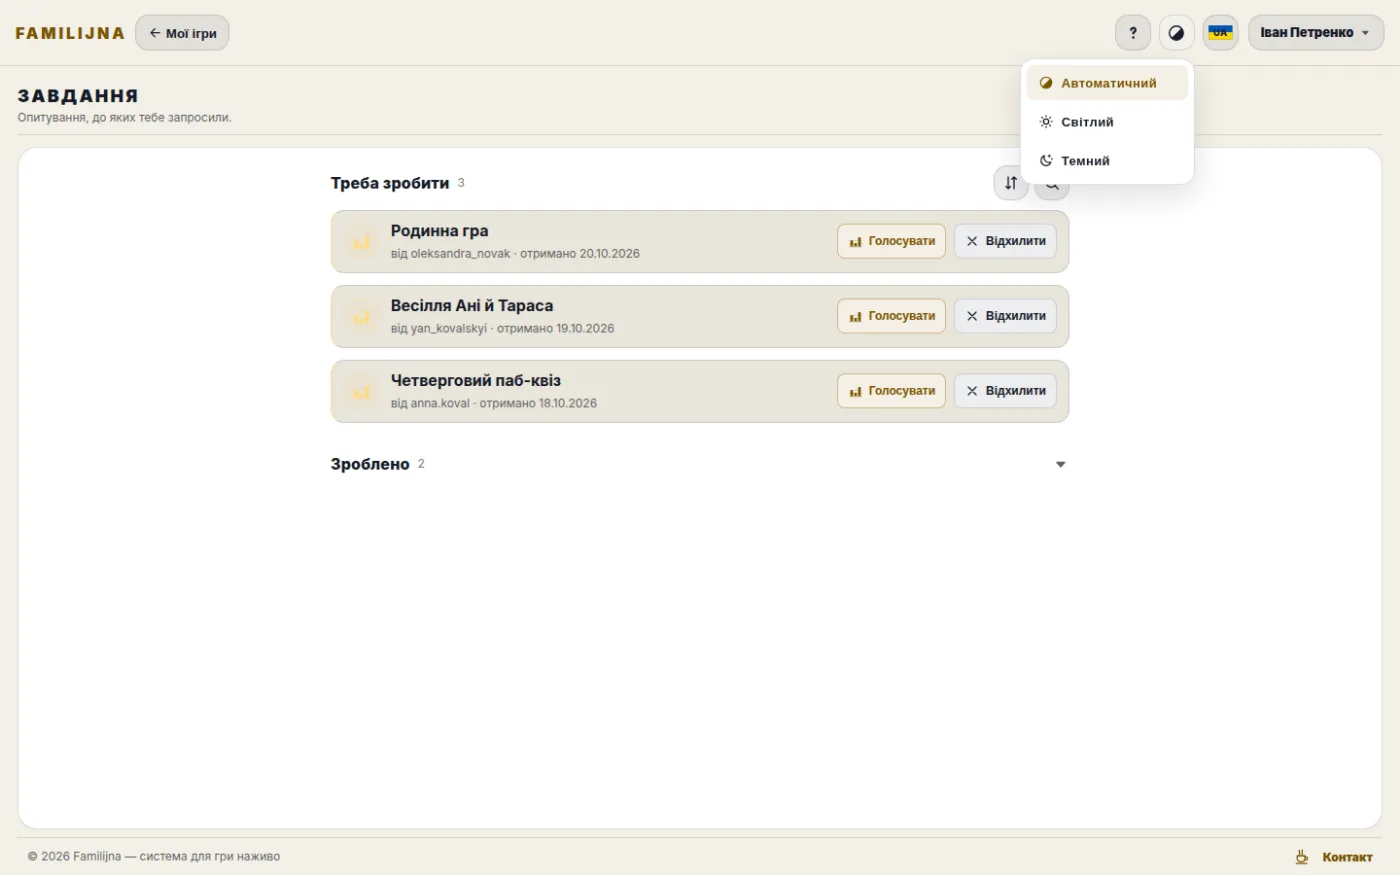 FAMILIJNA
Мої ігри
?
UA
Іван Петренко
Автоматичний
Світлий
Темний
ЗАВДАННЯ
Опитування, до яких тебе запросили.
Треба зробити 3
Родинна гра
від oleksandra_novak · отримано 20.10.2026
Голосувати
Відхилити
Весілля Ані й Тараса
від yan_kovalskyi · отримано 19.10.2026
Голосувати
Відхилити
Четверговий паб-квіз
від anna.koval · отримано 18.10.2026
Голосувати
Відхилити
Зроблено 2
© 2026 Familijna — система для гри наживо
Контакт